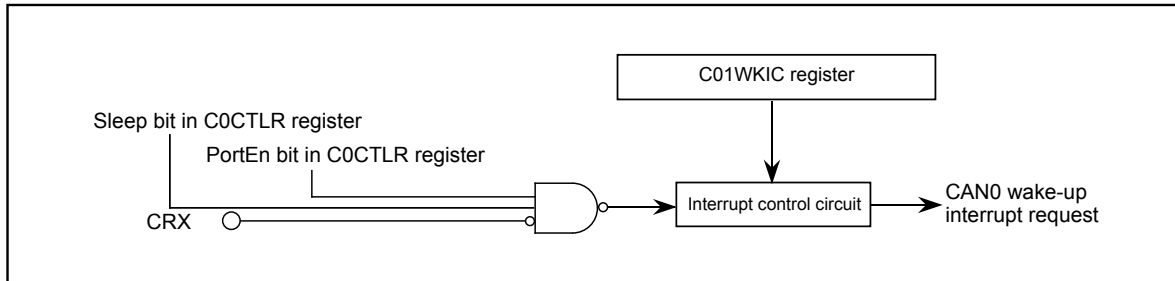 C01WKIC register
Sleep bit in C0CTLR register
PortEn bit in C0CTLR register
CRX
Interrupt control circuit
CAN0 wake-up
interrupt request